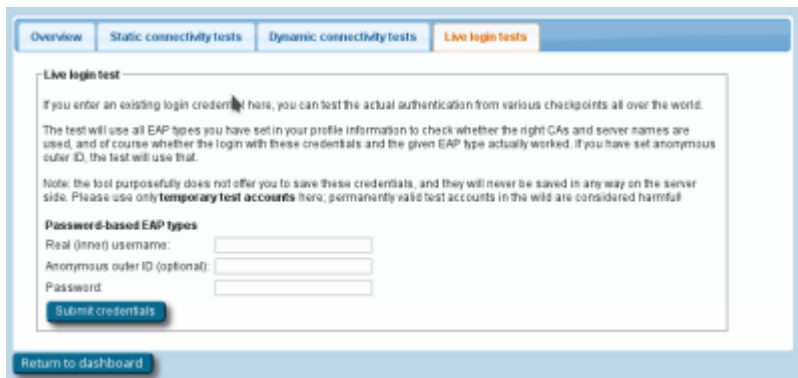 Overview
Static connectivity tests
Dynamic connectivity tests
Live login tests
Live login test
If you enter an existing login credential here, you can test the actual authentication from various checkpoints all over the world.
The test will use all EAP types you have set in your profile information to check whether the right CAs and server names are
used, and of course whether the login with these credentials and the given EAP type actually worked. If you have set anonymous
outer ID, the test will use that.
Note: the tool purposefully does not offer you to save these credentials, and they will never be saved in any way on the server
side. Please use only temporary test accounts here; permanently valid test accounts in the wild are considered harmful!
Password-based EAP types
Real (inner) username:
Anonymous outer ID (optional):
Password:
Submit credentials
Return to dashboard